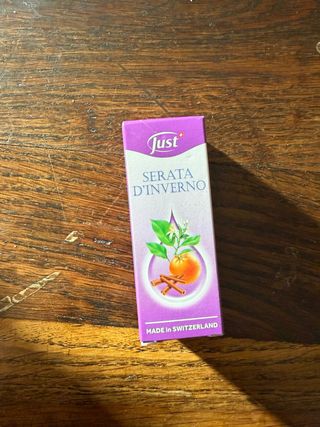 Just
SERATA
D'INVERNO
MADE in SWITZERLAND